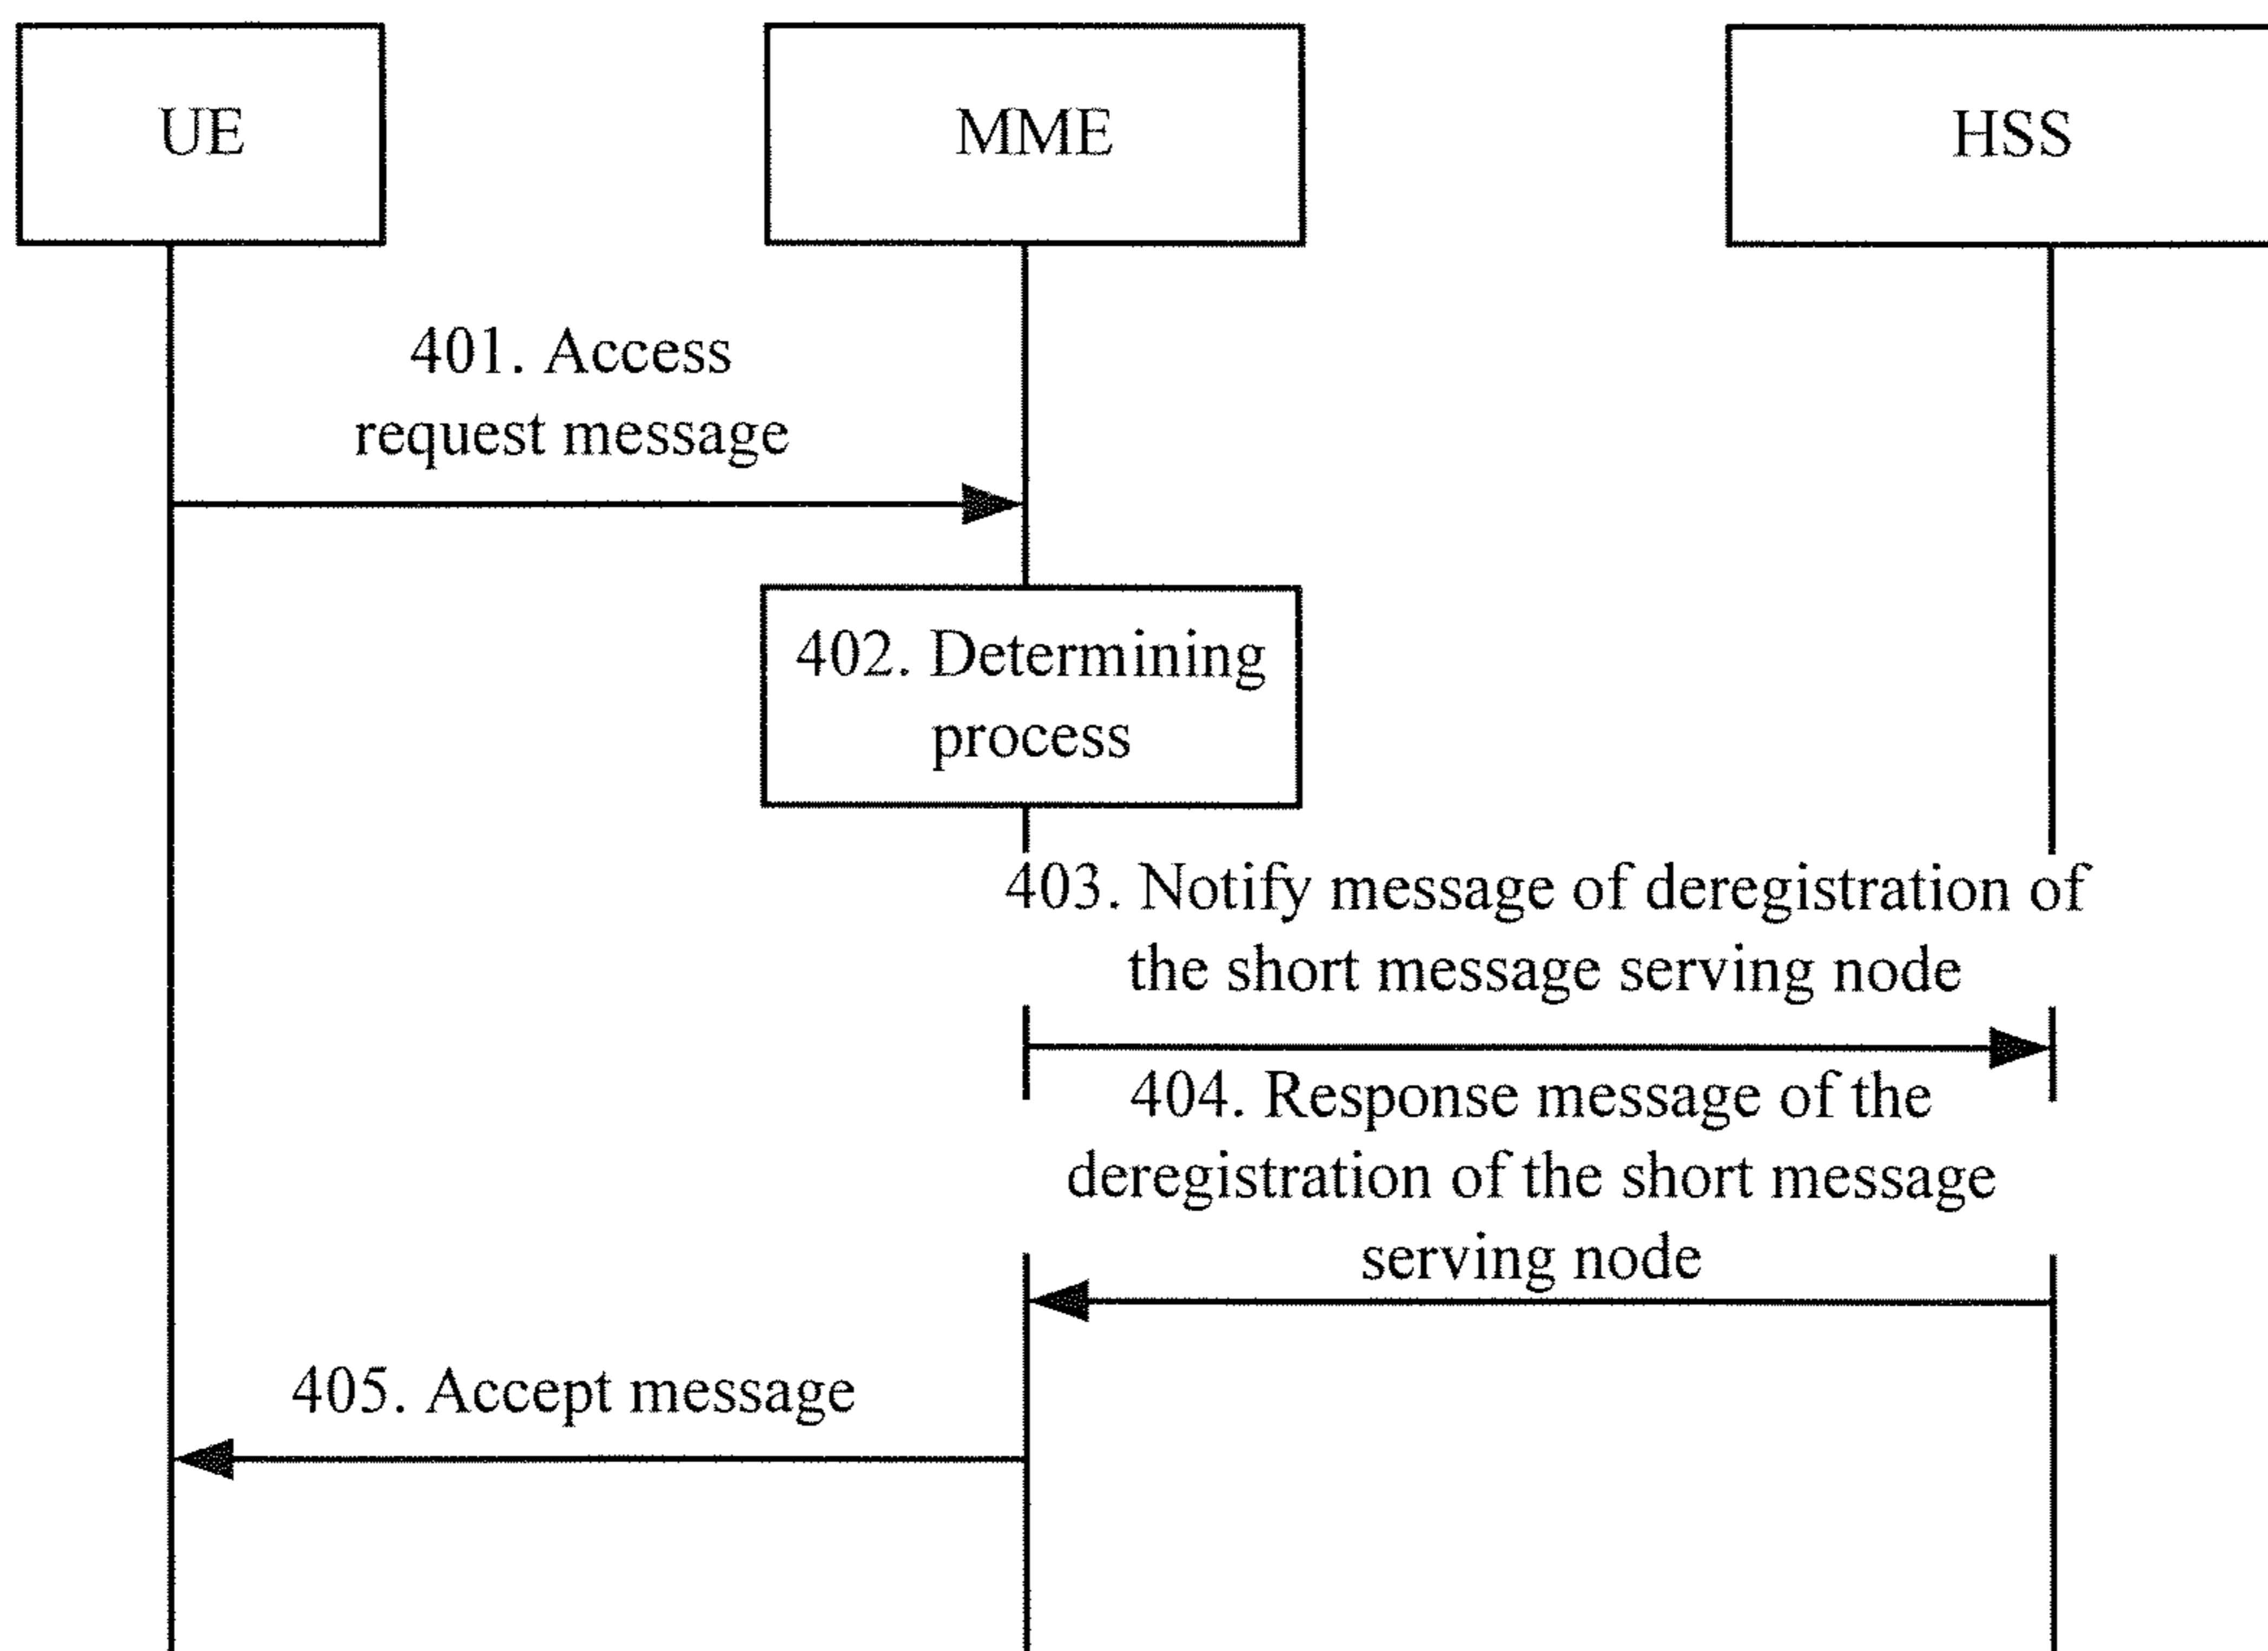 UE
MME
HSS
401. Access
request message
402. Determining
process
403. Notify message of deregistration of
the short message serving node
404. Response message of the
deregistration of the short message
serving node
405. Accept message